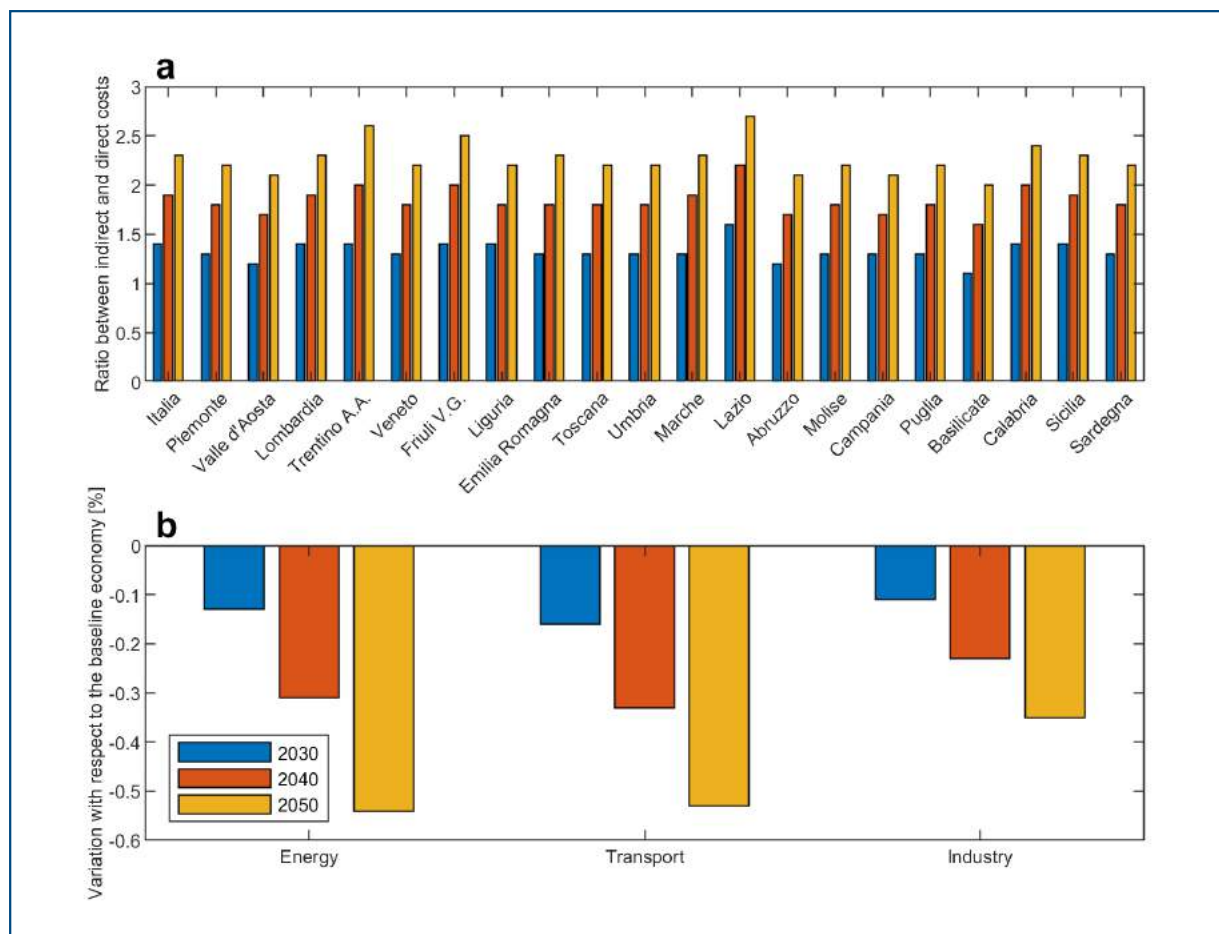 a
Ratio between indirect and direct costs
3
2.5
2
1.5
1
0.5
0
Italia
Piemonte
Valle d'Aosta
Lombardia
Trentino A.A.
Veneto
Friuli V.G.
Liguria
Emilia Romagna
Toscana
Umbria
Marche
Lazio
Abruzzo
Molise
Campania
Puglia
Basilicata
Calabria
Sicilia
Sardegna
b
Variation with respect to the baseline economy [%]
0
-0.1
-0.2
-0.3
-0.4
-0.5
-0.6
2030
2040
2050
Energy
Transport
Industry